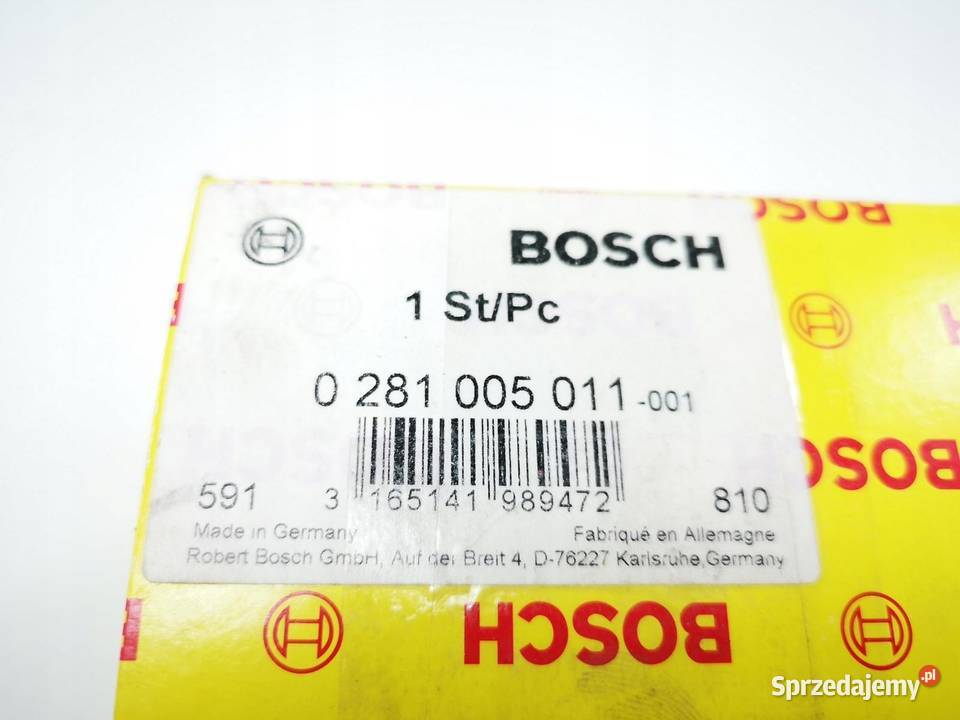 BOSCH
BOSCH
1 St/Pc
0 281 005 011 -001
BOSCH
591 3 165141 989472 810
Made in Germany Fabriqué en Allemagne
Robert Bosch GmbH, Auf der Breit 4, D-76227 Karlsruhe,Germany
BOSCH
Sprzedajemy.pl